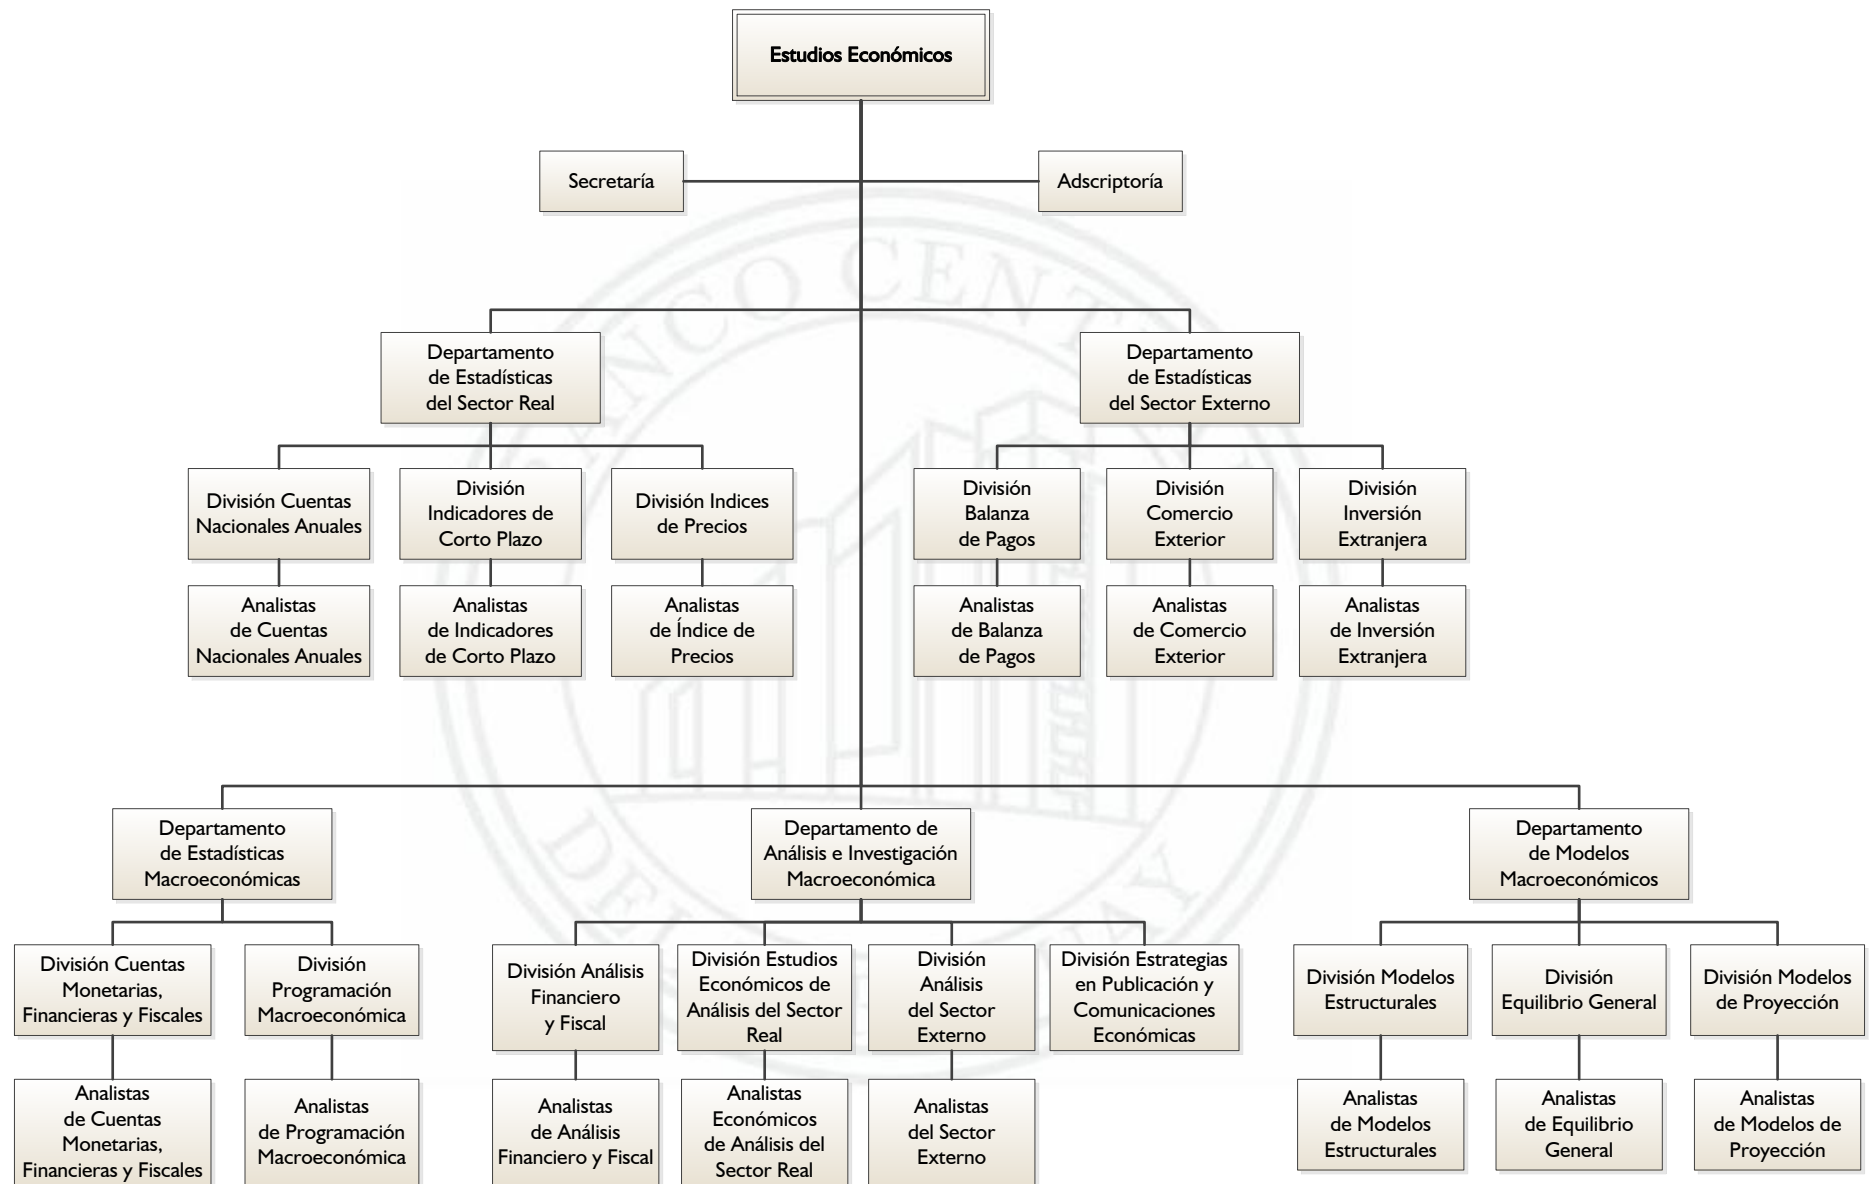 Estudios Económicos
Secretaría
Adscriptoría
Departamento
de Estadísticas
del Sector Real
Departamento
de Estadísticas
del Sector Externo
División Cuentas
Nacionales Anuales
División
Indicadores de
Corto Plazo
División Indices
de Precios
División
Balanza
de Pagos
División
Comercio
Exterior
División
Inversión
Extranjera
Analistas
de Cuentas
Nacionales Anuales
Analistas
de Indicadores
de Corto Plazo
Analistas
de Índice de
Precios
Analistas
de Balanza
de Pagos
Analistas
de Comercio
Exterior
Analistas
de Inversión
Extranjera
Departamento
de Estadísticas
Macroeconómicas
Departamento de
Análisis e Investigación
Macroeconómica
Departamento
de Modelos
Macroeconómicos
División Cuentas
Monetarias,
Financieras y Fiscales
División
Programación
Macroeconómica
División Análisis
Financiero
y Fiscal
División Estudios
Económicos de
Análisis del Sector
Real
División
Análisis
del Sector
Externo
División Estrategias
en Publicación y
Comunicaciones
Económicas
División Modelos
Estructurales
División
Equilibrio General
División Modelos
de Proyección
Analistas
de Cuentas
Monetarias,
Financieras y Fiscales
Analistas
de Programación
Macroeconómica
Analistas
de Análisis
Financiero y Fiscal
Analistas
Económicos
de Análisis del
Sector Real
Analistas
del Sector
Externo
Analistas
de Modelos
Estructurales
Analistas
de Equilibrio
General
Analistas
de Modelos de
Proyección